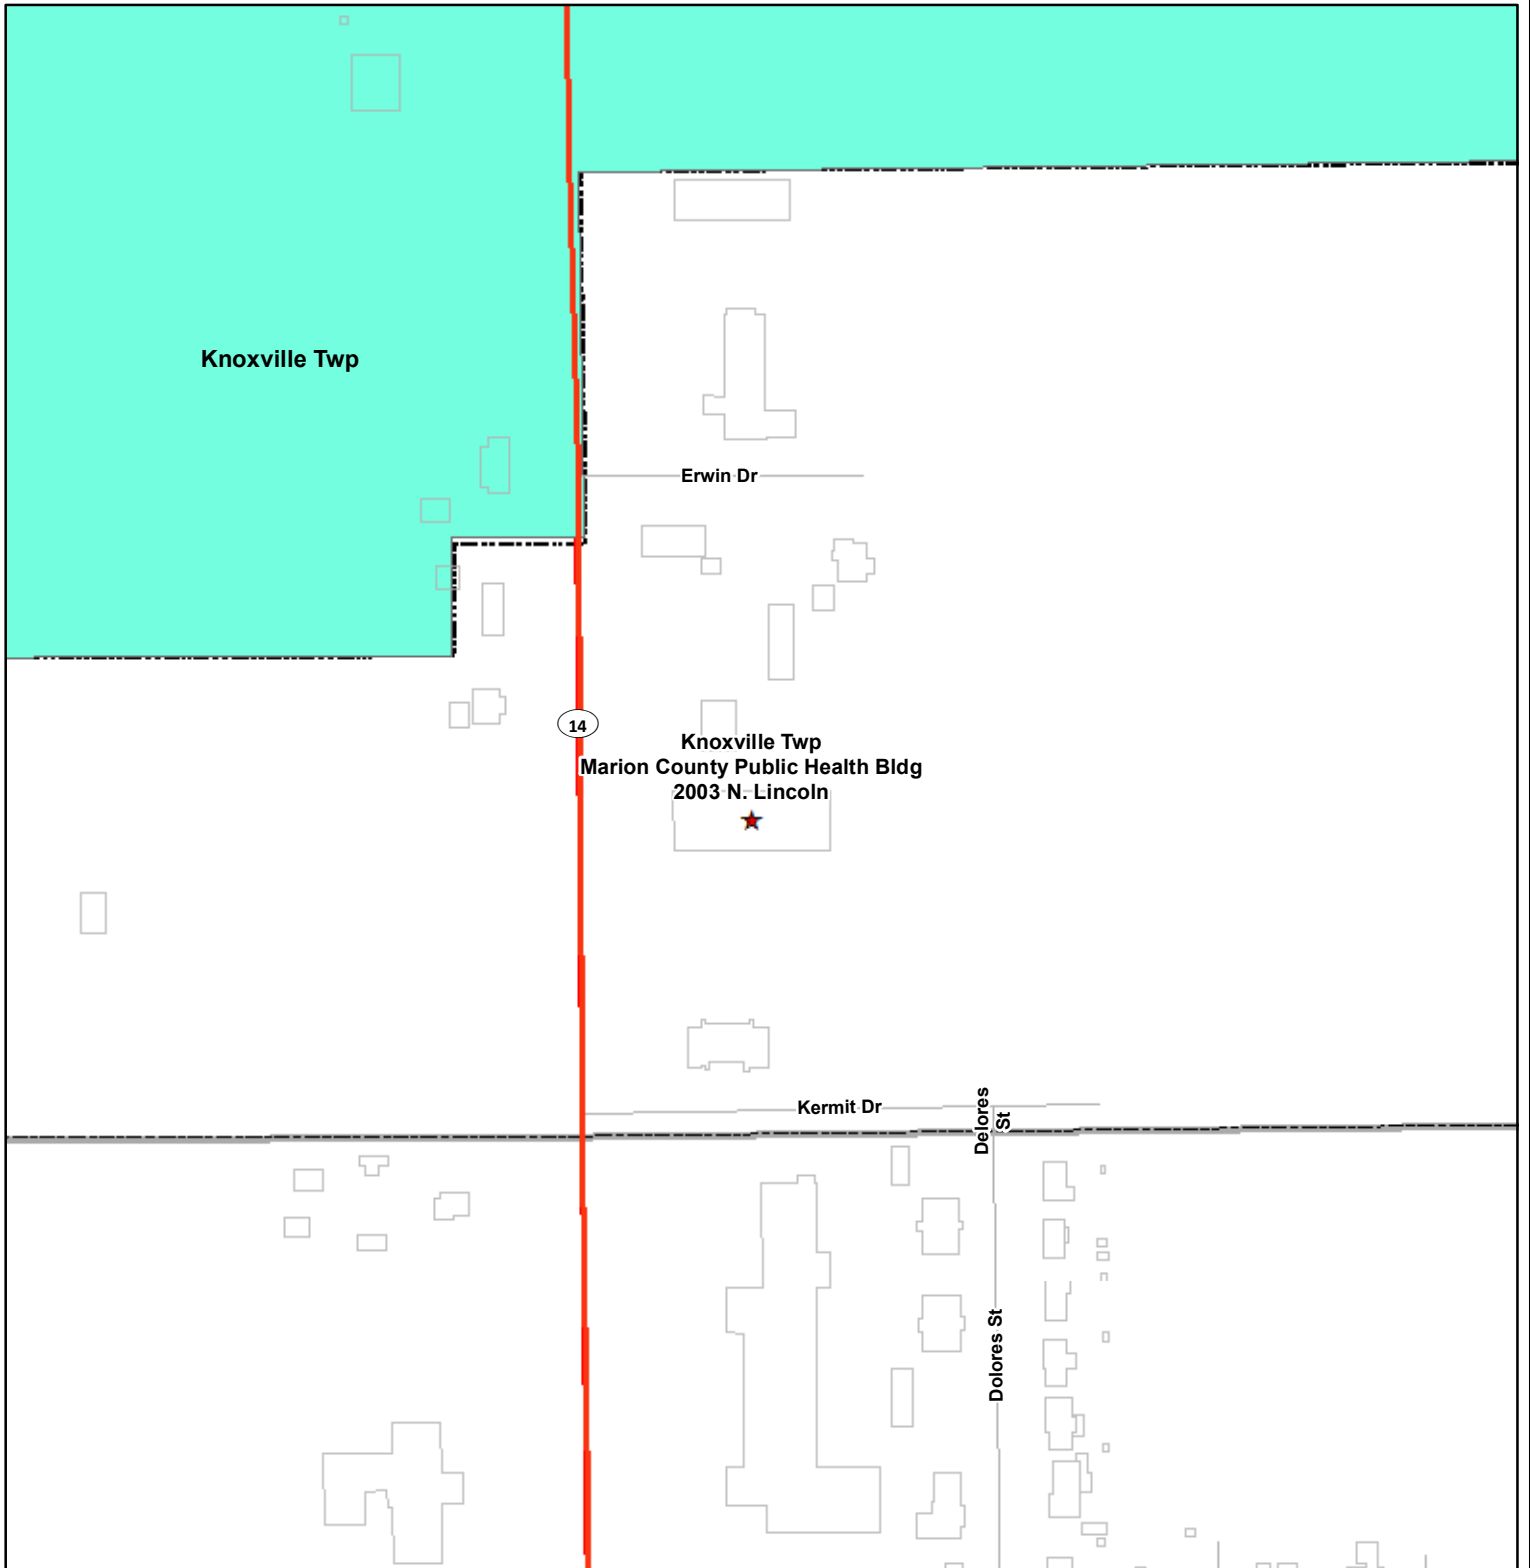 Knoxville Twp
Erwin Dr
14
Knoxville Twp
Marion County Public Health Bldg
2003 N. Lincoln
Kermit Dr
Delores
St
Dolores St